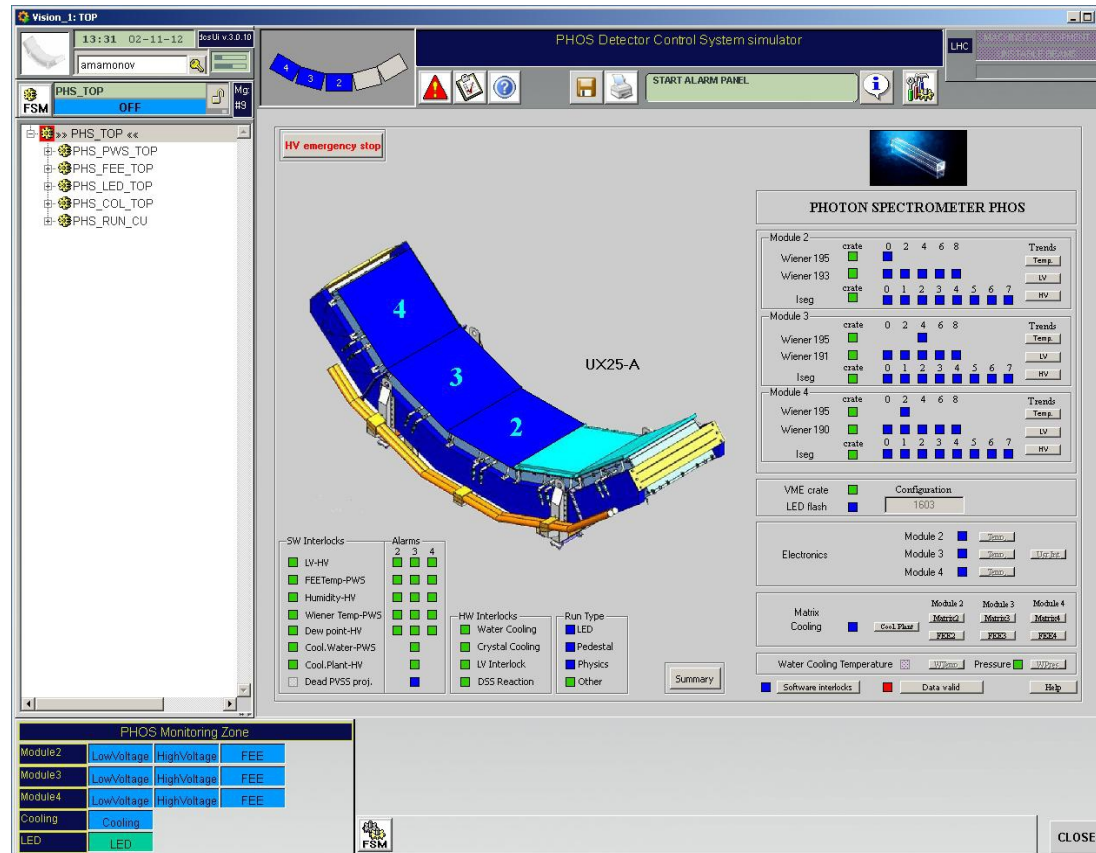 Vision_1: TOP
13:31 02-11-12
dcsUi v.3.0.10
amamonov
FSM
PHS_TOP
OFF
Mg:
#9
4 3 2
PHOS Detector Control System simulator
LHC
MACHINE DEVELOPMENT
START ALARM PANEL
>> PHS_TOP <<
PHS_PWS_TOP
PHS_FEE_TOP
PHS_LED_TOP
PHS_COL_TOP
PHS_RUN_CU
HV emergency stop
4
3
2
UX25-A
PHOTON SPECTROMETER PHOS
Module 2
crate 0 2 4 6 8 Trends
Wiener 195 Temp.
Wiener 193 LV
crate 0 1 2 3 4 5 6 7
Iseg HV
Module 3
crate 0 2 4 6 8 Trends
Wiener 195 Temp.
Wiener 191 LV
crate 0 1 2 3 4 5 6 7
Iseg HV
Module 4
crate 0 2 4 6 8 Trends
Wiener 195 Temp.
Wiener 190 LV
crate 0 1 2 3 4 5 6 7
Iseg HV
VME crate Configuration
LED flash 1603
Module 2 Temp.
Electronics Module 3 Temp.
Module 4 Temp.
Module 2 Module 3 Module 4
Matrix Matrix2 Matrix3 Matrix4
Cooling Cool.Plant
FEE2 FEE3 FEE4
Water Cooling Temperature WTemp. Pressure WPres.
Software interlocks Data valid Help
SW Interlocks Alarms
2 3 4
LV-HV
FEETemp-PWS
Humidity-HV
Wiener Temp-PWS
Dew point-HV
Cool.Water-PWS
Cool.Plant-HV
Dead PVSS proj.
HW Interlocks
Water Cooling
Crystal Cooling
LV Interlock
DSS Reaction
Run Type
LED
Pedestal
Physics
Other
Summary
PHOS Monitoring Zone
Module2 LowVoltage HighVoltage FEE
Module3 LowVoltage HighVoltage FEE
Module4 LowVoltage HighVoltage FEE
Cooling Cooling
LED LED
FSM
CLOSE